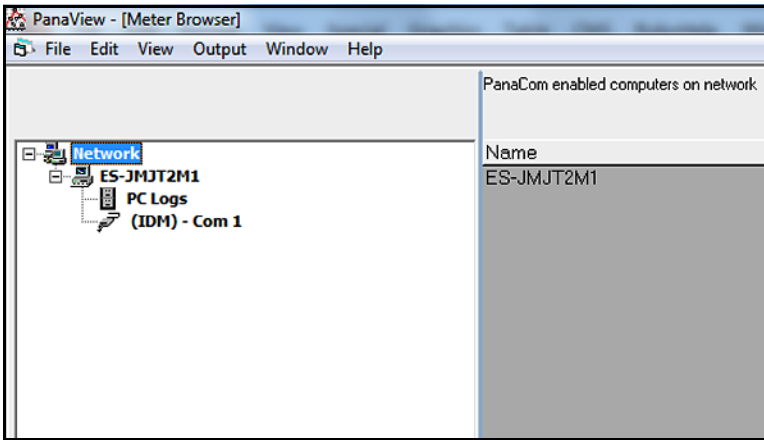 PanaView - [Meter Browser]
File Edit View Output Window Help
PanaCom enabled computers on network
Network
ES-JMJT2M1
PC Logs
(IDM) - Com 1
Name
ES-JMJT2M1